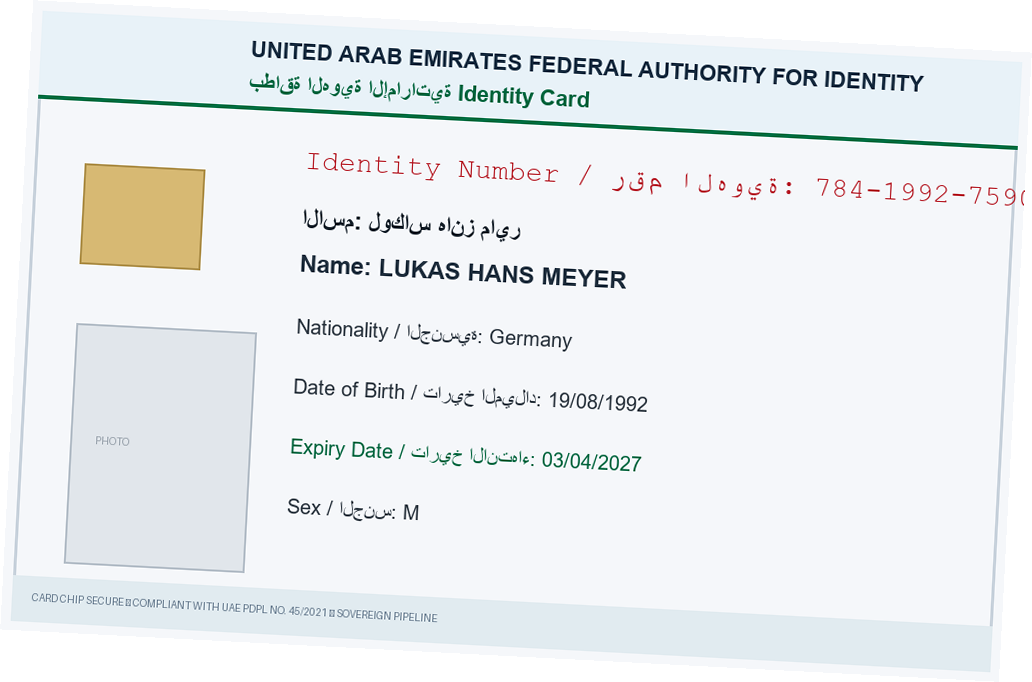 UNITED ARAB EMIRATES FEDERAL AUTHORITY FOR IDENTITY
بطاقة الهوية الإماراتية Identity Card
Identity Number / رقم الهوية: 784-1992-7590
الاسم: لوكاس هانز ماير
Name: LUKAS HANS MEYER
Nationality / الجنسية: Germany
Date of Birth / تاريخ الميلاد: 19/08/1992
Expiry Date / تاريخ الانتهاء: 03/04/2027
Sex / الجنس: M
PHOTO
CARD CHIP SECURE COMPLIANT WITH UAE PDPL NO. 45/2021 SOVEREIGN PIPELINE